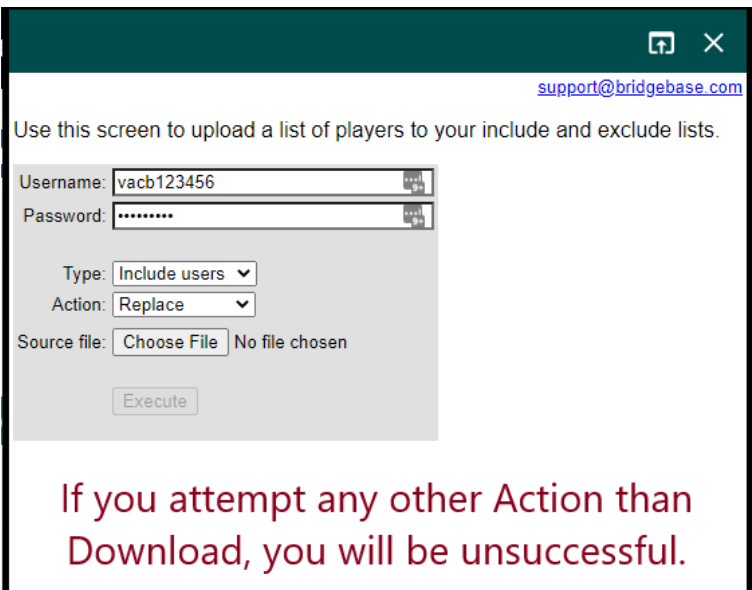 support@bridgebase.com
Use this screen to upload a list of players to your include and exclude lists.
Username: vacb123456
Password: •••••••••
Type: Include users
Action: Replace
Source file: Choose File No file chosen
Execute
If you attempt any other Action than
Download, you will be unsuccessful.